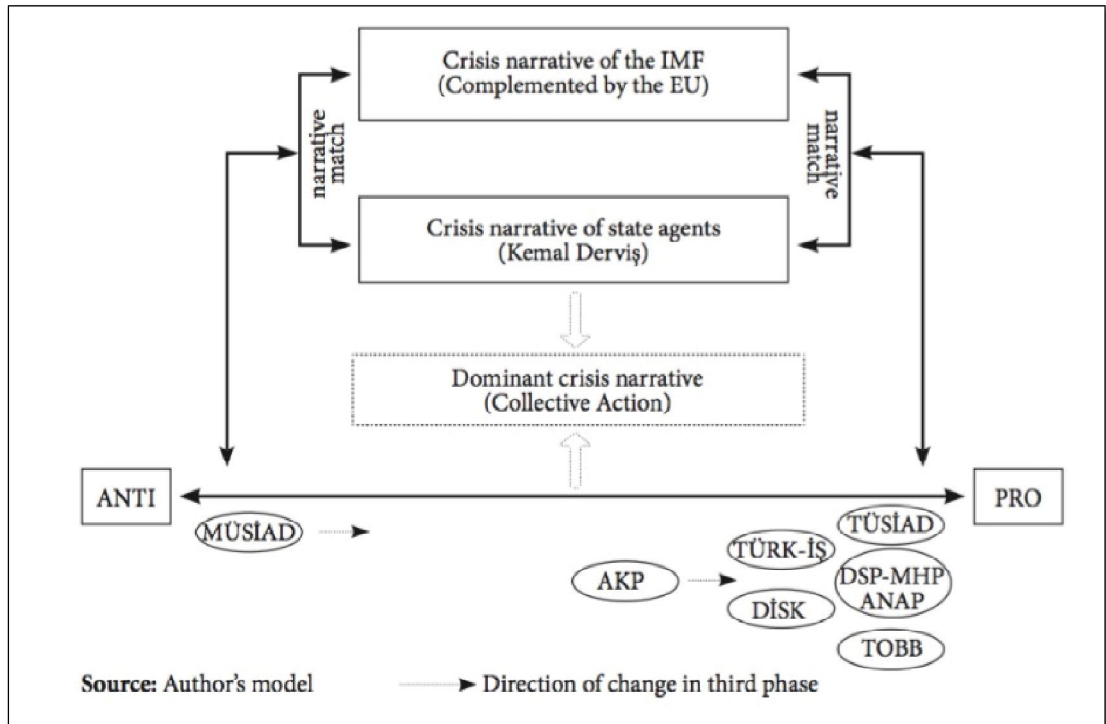 Crisis narrative of the IMF
(Complemented by the EU)
narrative
match
narrative
match
Crisis narrative of state agents
(Kemal Derviş)
Dominant crisis narrative
(Collective Action)
ANTI
PRO
MÜSİAD
TÜSİAD
TÜRK-İŞ
AKP
DSP-MHP
ANAP
DİSK
TOBB
Source: Author's model
Direction of change in third phase